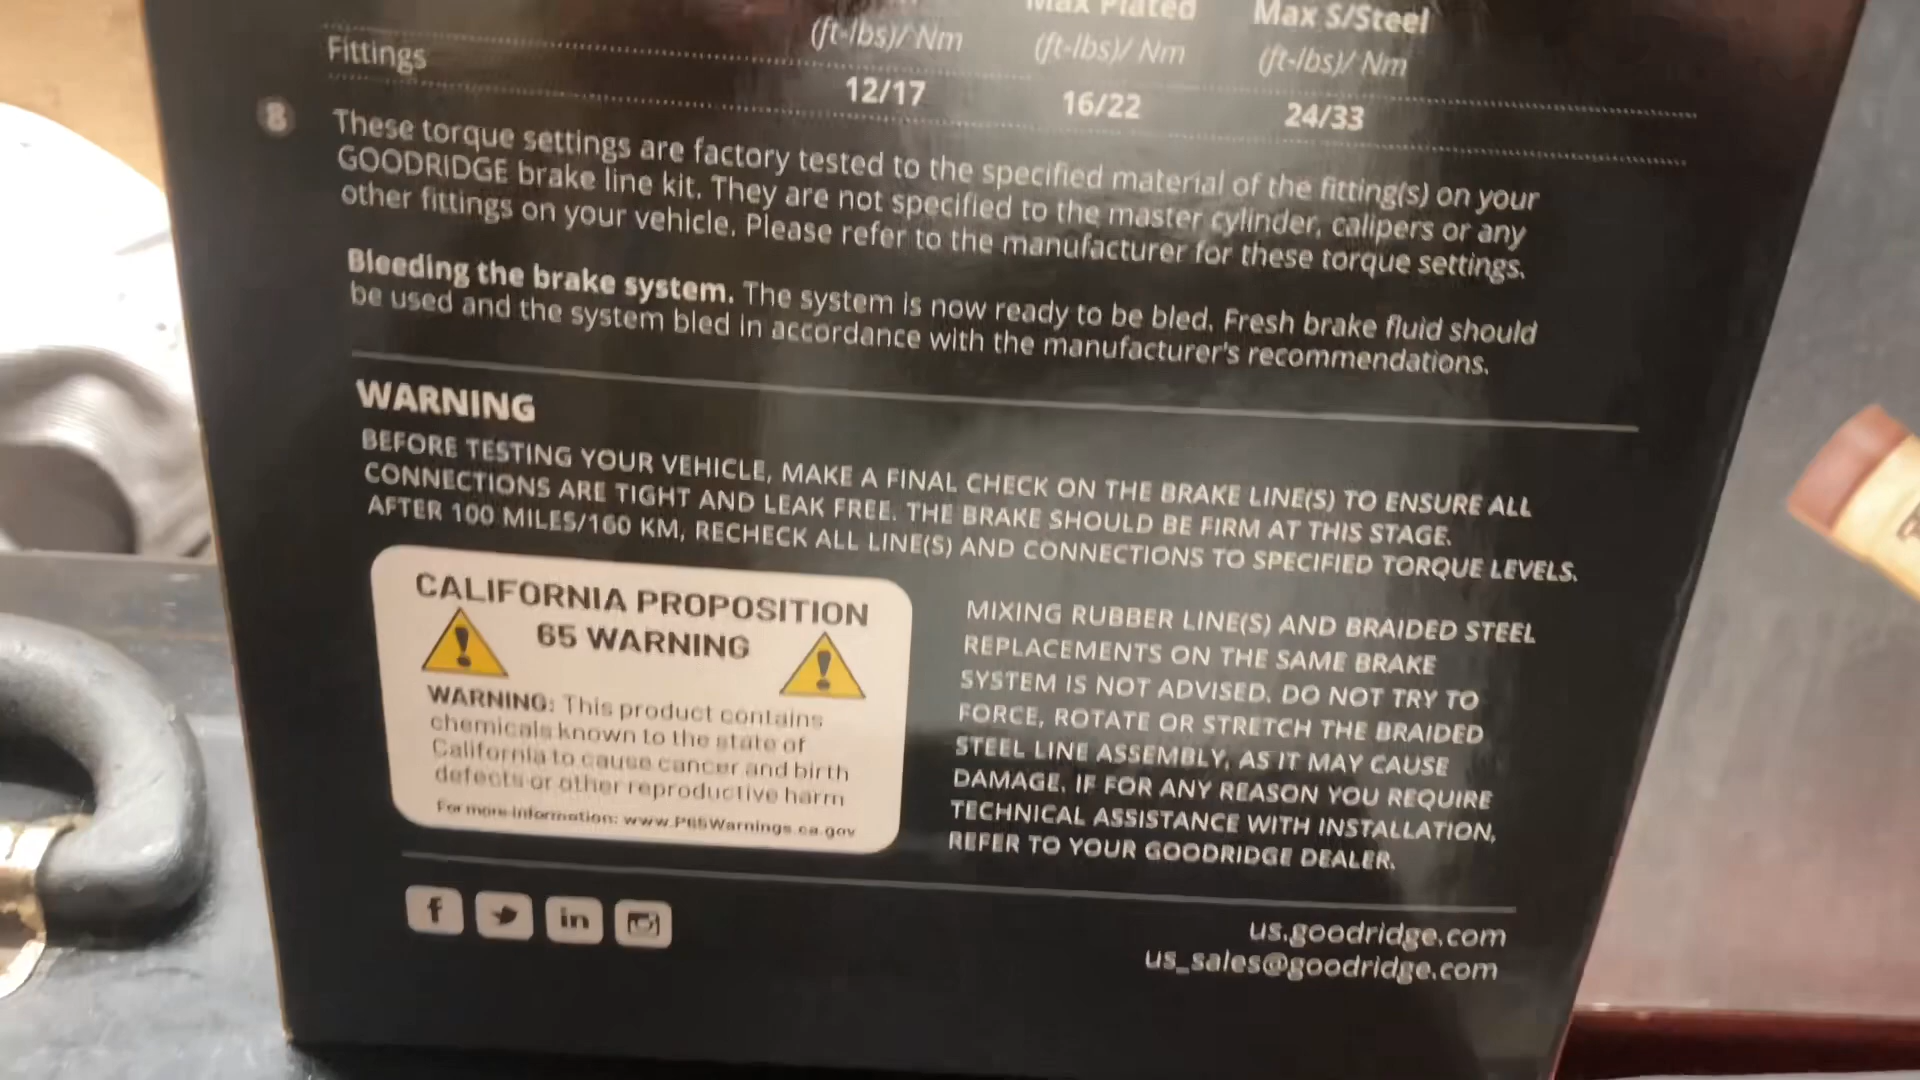 Max Plated Max S/Steel
(ft-lbs)/ Nm (ft-lbs)/ Nm (ft-lbs)/ Nm
Fittings 12/17 16/22 24/33
8 These torque settings are factory tested to the specified material of the fitting(s) on your
GOODRIDGE brake line kit. They are not specified to the master cylinder, calipers or any
other fittings on your vehicle. Please refer to the manufacturer for these torque settings.
Bleeding the brake system. The system is now ready to be bled. Fresh brake fluid should
be used and the system bled in accordance with the manufacturer's recommendations.
WARNING
BEFORE TESTING YOUR VEHICLE, MAKE A FINAL CHECK ON THE BRAKE LINE(S) TO ENSURE ALL
CONNECTIONS ARE TIGHT AND LEAK FREE. THE BRAKE SHOULD BE FIRM AT THIS STAGE.
AFTER 100 MILES/160 KM, RECHECK ALL LINE(S) AND CONNECTIONS TO SPECIFIED TORQUE LEVELS.
CALIFORNIA PROPOSITION
65 WARNING
WARNING: This product contains
chemicals known to the state of
California to cause cancer and birth
defects or other reproductive harm
For more information: www.P65Warnings.ca.gov
MIXING RUBBER LINE(S) AND BRAIDED STEEL
REPLACEMENTS ON THE SAME BRAKE
SYSTEM IS NOT ADVISED. DO NOT TRY TO
FORCE, ROTATE OR STRETCH THE BRAIDED
STEEL LINE ASSEMBLY, AS IT MAY CAUSE
DAMAGE. IF FOR ANY REASON YOU REQUIRE
TECHNICAL ASSISTANCE WITH INSTALLATION,
REFER TO YOUR GOODRIDGE DEALER.
us.goodridge.com
us_sales@goodridge.com